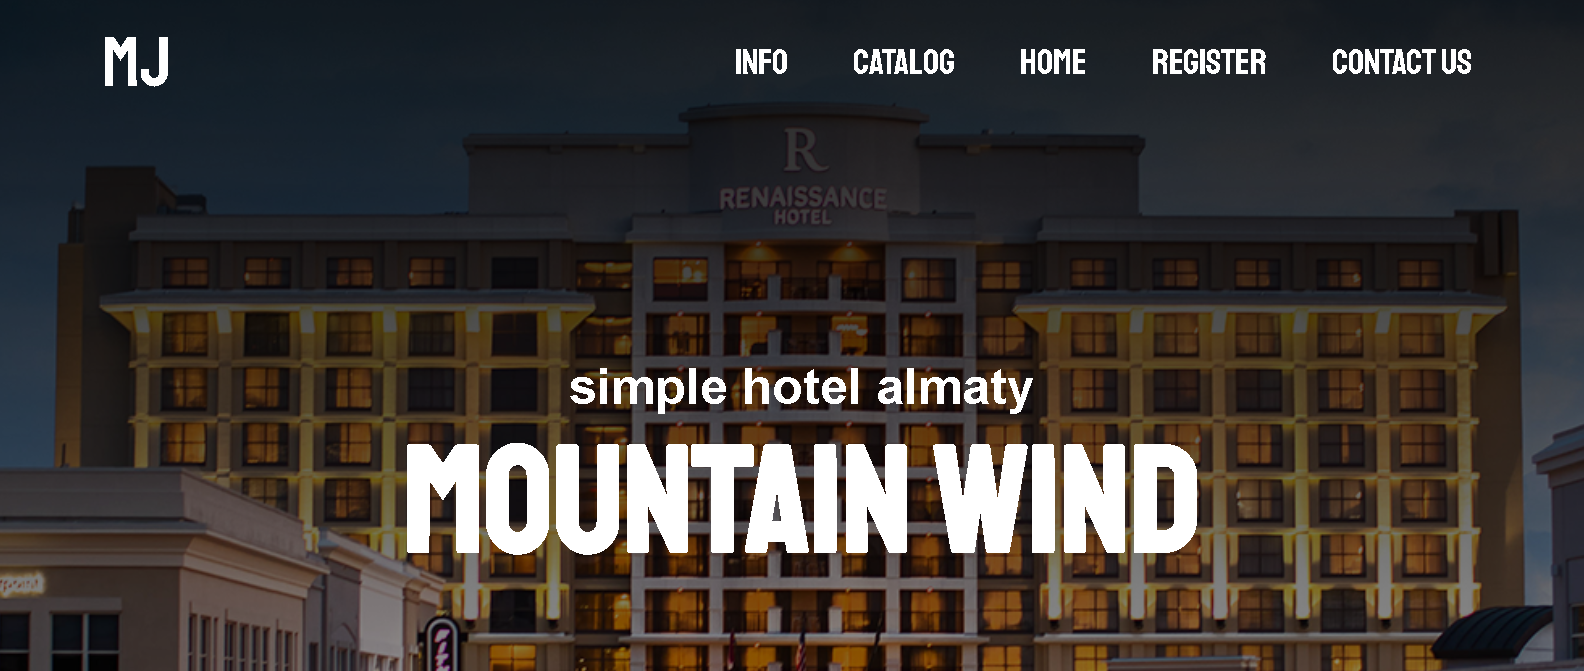 MJ
INFO CATALOG HOME REGISTER CONTACT US
R
RENAISSANCE
HOTEL
simple hotel almaty
MOUNTAIN WIND